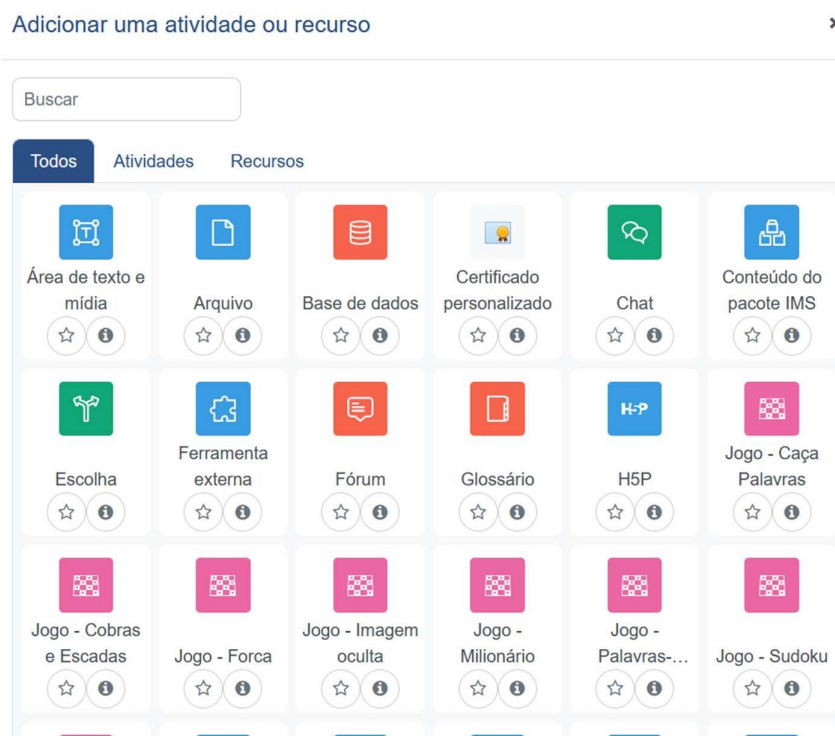 Adicionar uma atividade ou recurso
Buscar
Todos Atividades Recursos
Área de texto e mídia
Arquivo
Base de dados
Certificado personalizado
Chat
Conteúdo do pacote IMS
Escolha
Ferramenta externa
Fórum
Glossário
H5P
H5P
Jogo - Caça Palavras
Jogo - Cobras e Escadas
Jogo - Forca
Jogo - Imagem oculta
Jogo - Milionário
Jogo - Palavras-...
Jogo - Sudoku